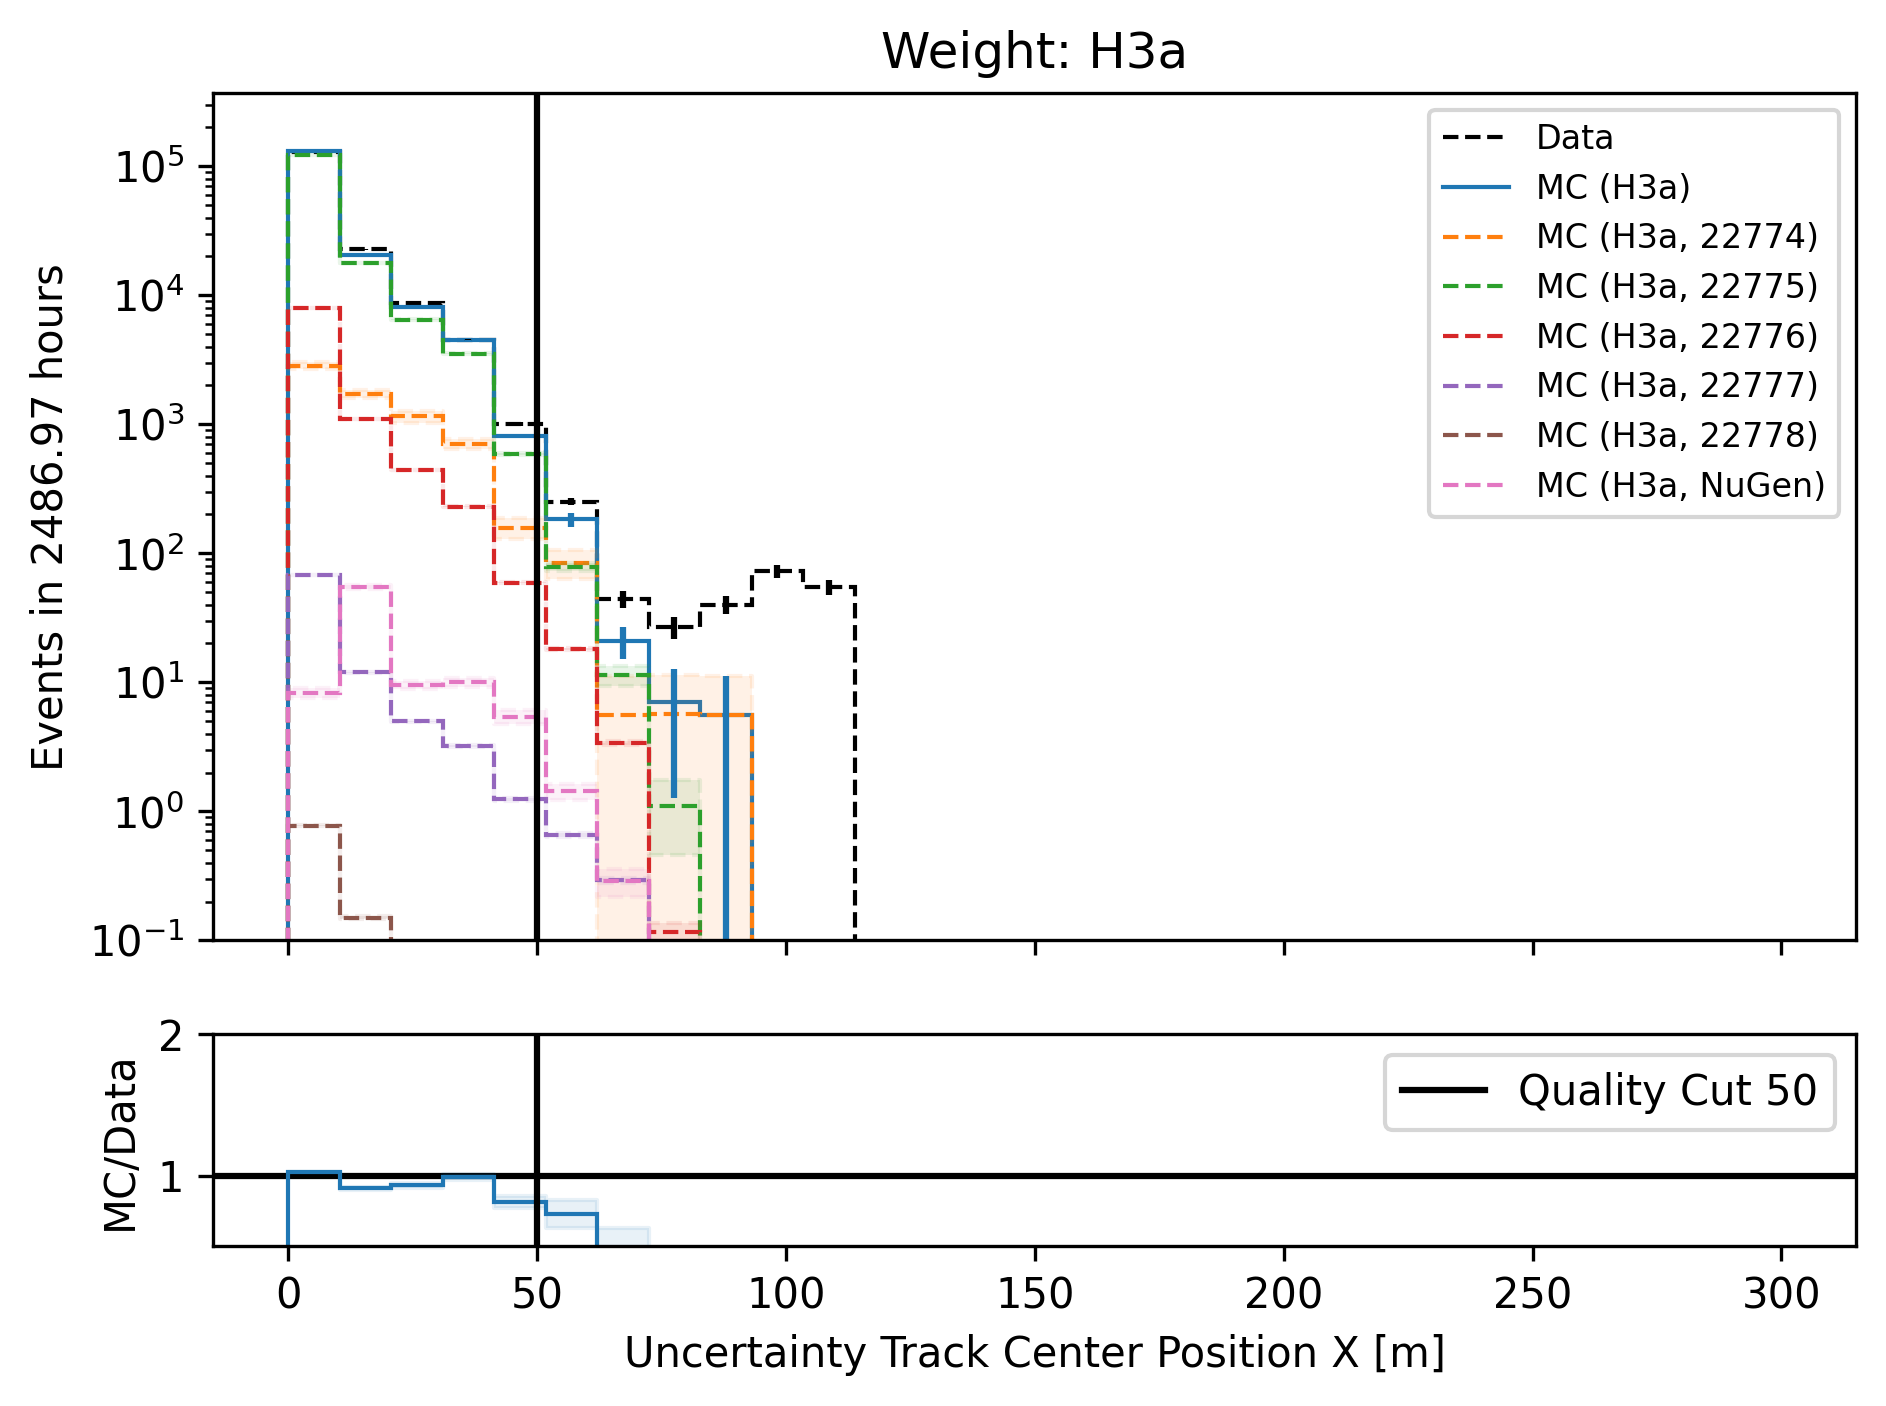 Weight: H3a
Events in 2486.97 hours
10⁵
10⁴
10³
10²
10¹
10⁰
10⁻¹
Data
MC (H3a)
MC (H3a, 22774)
MC (H3a, 22775)
MC (H3a, 22776)
MC (H3a, 22777)
MC (H3a, 22778)
MC (H3a, NuGen)
MC/Data
2
1
Quality Cut 50
0 50 100 150 200 250 300
Uncertainty Track Center Position X [m]